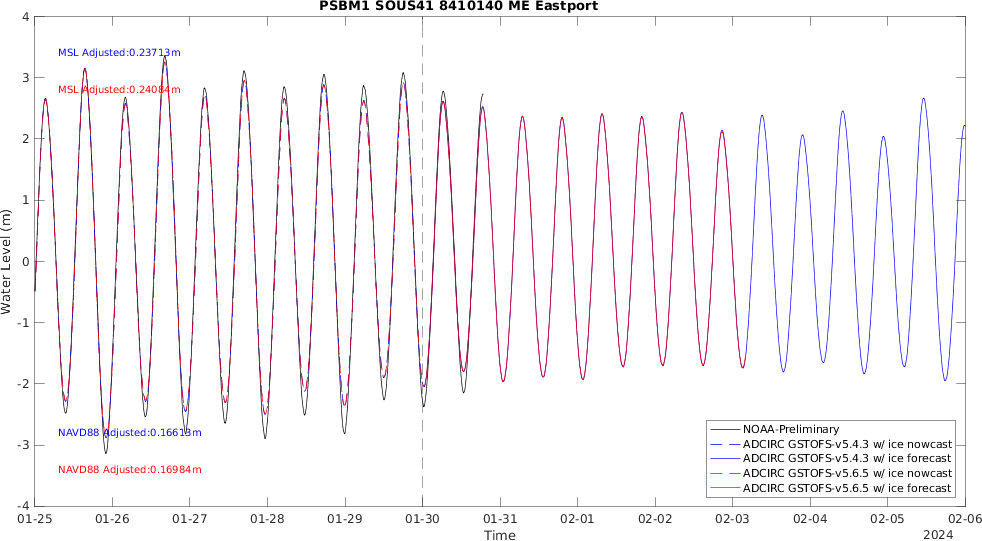 PSBM1 SOUS41 8410140 ME Eastport
4
3
2
1
0
-1
-2
-3
-4
Water Level (m)
MSL Adjusted:0.23713m
MSL Adjusted:0.24084m
NAVD88 Adjusted:0.16613m
NAVD88 Adjusted:0.16984m
NOAA-Preliminary
ADCIRC GSTOFS-v5.4.3 w/ ice nowcast
ADCIRC GSTOFS-v5.4.3 w/ ice forecast
ADCIRC GSTOFS-v5.6.5 w/ ice nowcast
ADCIRC GSTOFS-v5.6.5 w/ ice forecast
01-25 01-26 01-27 01-28 01-29 01-30 01-31 02-01 02-02 02-03 02-04 02-05 02-06
Time
2024